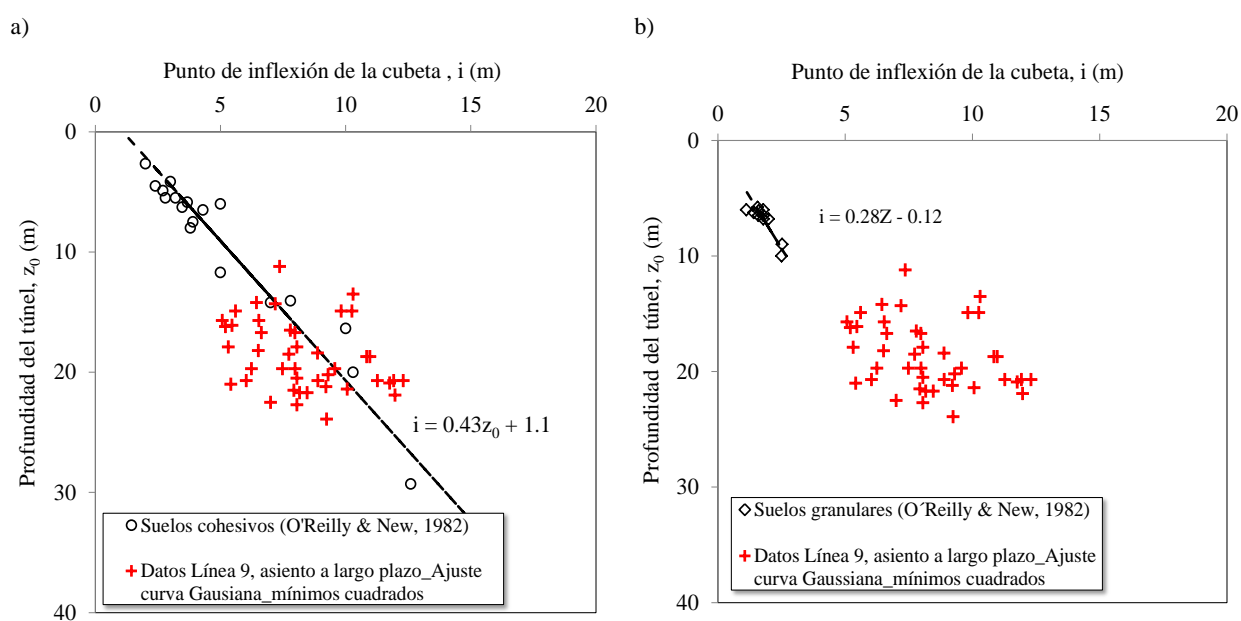 a)
Punto de inflexión de la cubeta , i (m)
0 5 10 15 20
0
10
20
30
40
Profundidad del túnel, z0 (m)
i = 0.43z0 + 1.1
Suelos cohesivos (O'Reilly & New, 1982)
Datos Línea 9, asiento a largo plazo_Ajuste
curva Gausiana_mínimos cuadrados
b)
Punto de inflexión de la cubeta, i (m)
0 5 10 15 20
0
10
20
30
40
Profundidad del túnel, z0 (m)
i = 0.28Z - 0.12
Suelos granulares (O´Reilly & New, 1982)
Datos Línea 9, asiento a largo plazo_Ajuste
curva Gaussiana_mínimos cuadrados